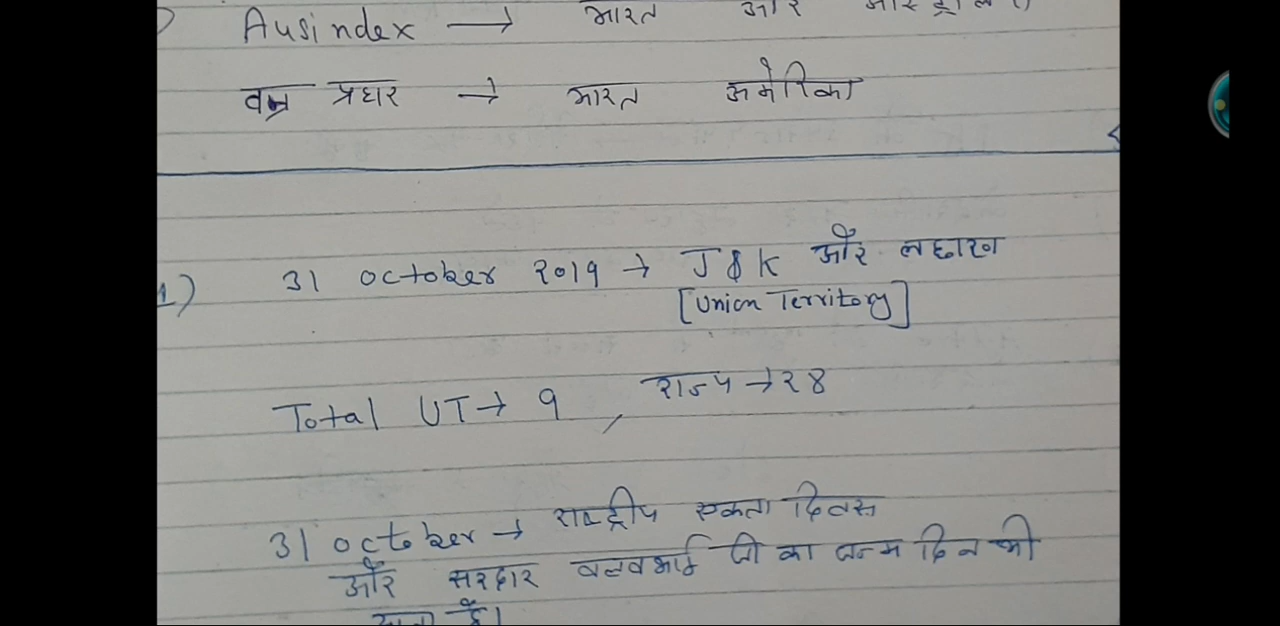 Ausindex → भारत और
वज्र प्रहार → भारत अमेरिका
1) 31 october 2019 → J & K और लद्दाख
[Union Territory]
Total UT → 9, राज्य → 28
31 october → राष्ट्रीय एकता दिवस
और सरदार वल्लवभाई जी का जन्म दिन भी